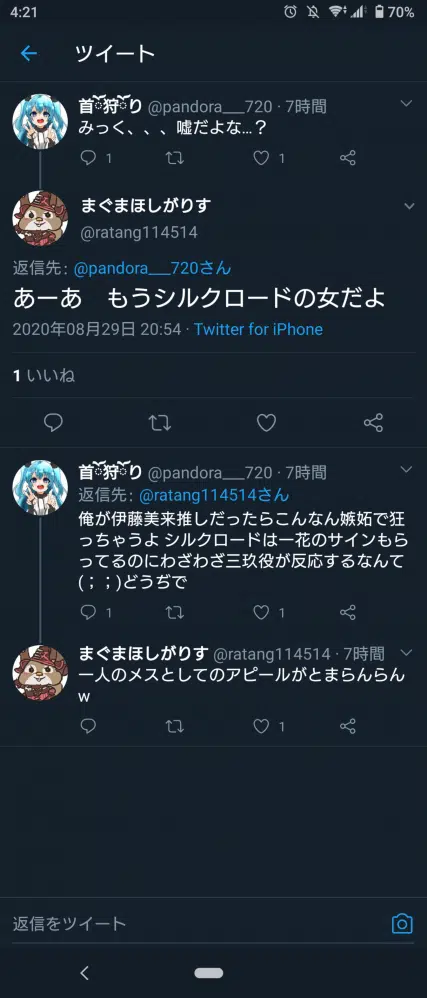 4:21
70%
ツイート
首狩り @pandora___720 · 7時間
みっく、、、嘘だよな…？
1
1
まぐまほしがりす
@ratang114514
返信先: @pandora___720さん
あーあ　もうシルクロードの女だよ
2020年08月29日 20:54 · Twitter for iPhone
1 いいね
首狩り @pandora___720 · 7時間
返信先: @ratang114514さん
俺が伊藤美来推しだったらこんなん嫉妬で狂
っちゃうよ シルクロードは一花のサインもら
ってるのにわざわざ三玖役が反応するなんて
(；；)どうぢで
1
1
まぐまほしがりす @ratang114514 · 7時間
一人のメスとしてのアピールがとまらんらん
w
1
返信をツイート